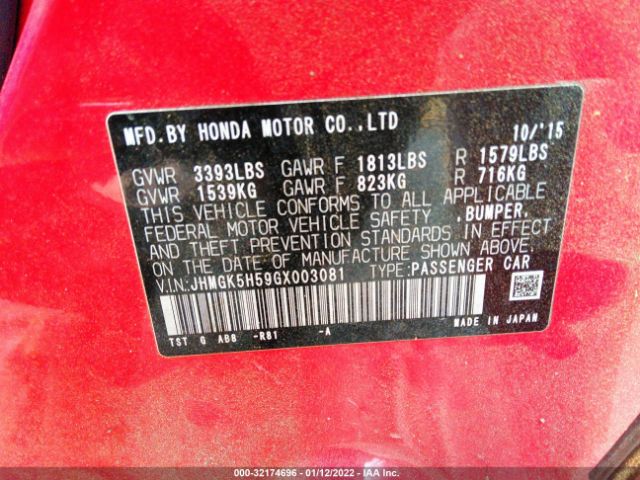 MFD.BY HONDA MOTOR CO.,LTD 10/'15
GVWR 3393LBS GAWR F 1813LBS R 1579LBS
GVWR 1539KG GAWR F 823KG R 716KG
THIS VEHICLE CONFORMS TO ALL APPLICABLE
FEDERAL MOTOR VEHICLE SAFETY ,BUMPER,
AND THEFT PREVENTION STANDARDS IN EFFECT
ON THE DATE OF MANUFACTURE SHOWN ABOVE.
V.I.N.:JHMGK5H59GX003081 TYPE:PASSENGER CAR
TST G AB8 -R81 -A MADE IN JAPAN
000-32174696 - 01/12/2022 - IAA Inc.